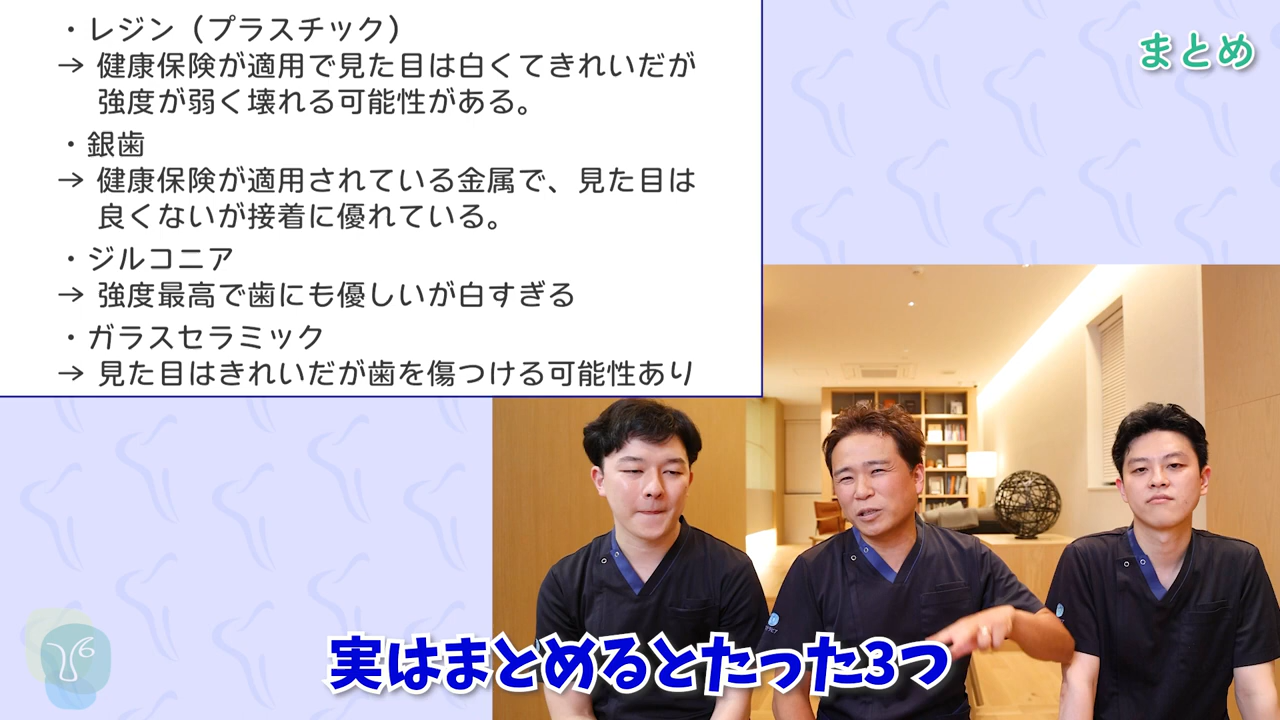 ・レジン（プラスチック）
→ 健康保険が適用で見た目は白くてきれいだが
強度が弱く壊れる可能性がある。
・銀歯
→ 健康保険が適用されている金属で、見た目は
良くないが接着に優れている。
・ジルコニア
→ 強度最高で歯にも優しいが白すぎる
・ガラスセラミック
→ 見た目はきれいだが歯を傷つける可能性あり
まとめ
実はまとめるとたった3つ